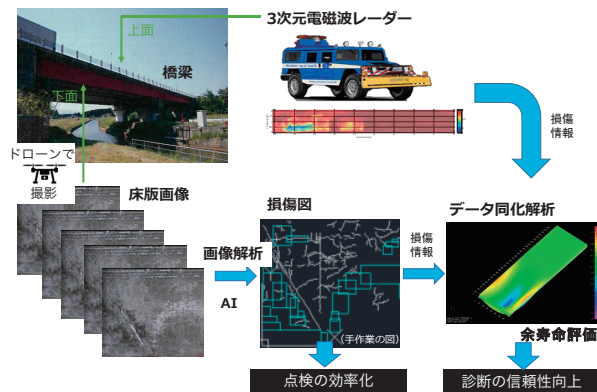 3次元電磁波レーダー
上面
橋梁
下面
損傷
情報
ドローンで
撮影
床版画像
損傷図
データ同化解析
画像解析
AI
損傷
情報
(手作業の図)
余寿命評価
点検の効率化
診断の信頼性向上